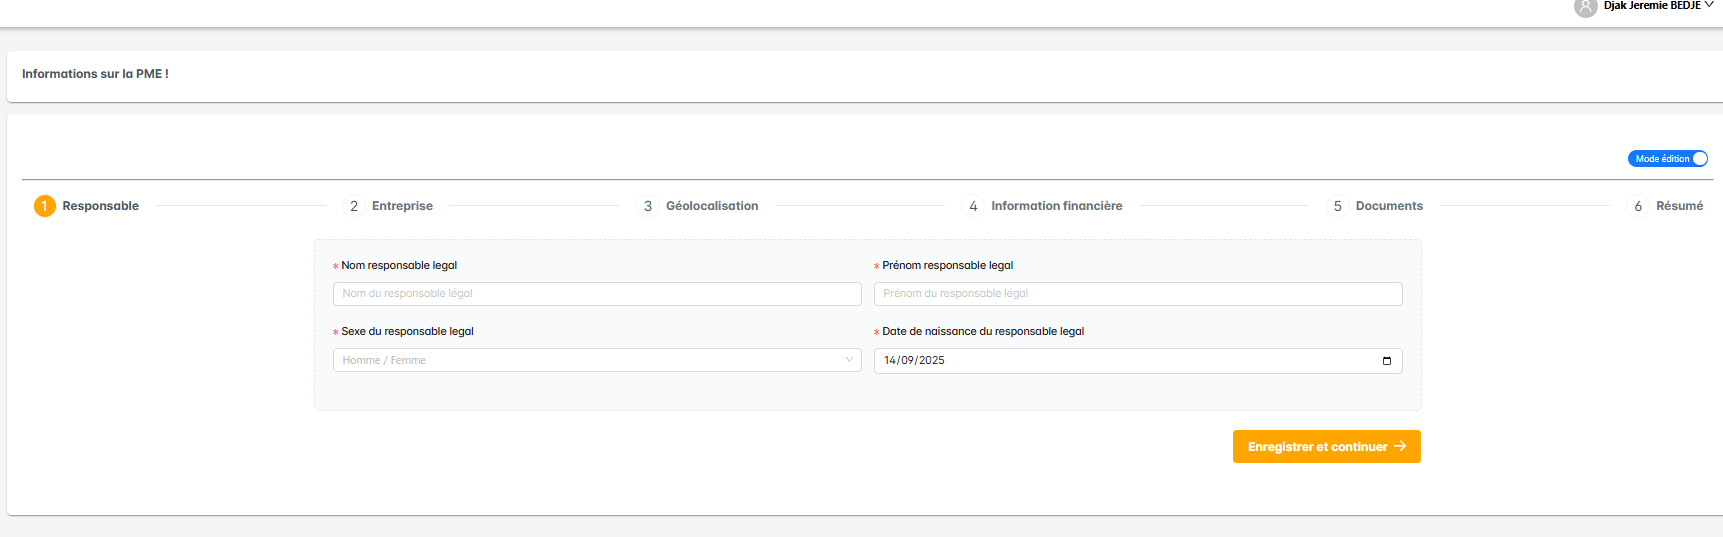 Djak Jeremie BEDJE
Informations sur la PME !
Mode édition
1 Responsable 2 Entreprise 3 Géolocalisation 4 Information financière 5 Documents 6 Résumé
* Nom responsable legal
Nom du responsable légal
* Prénom responsable legal
Prénom du responsable légal
* Sexe du responsable legal
Homme / Femme
* Date de naissance du responsable legal
14/09/2025
Enregistrer et continuer →